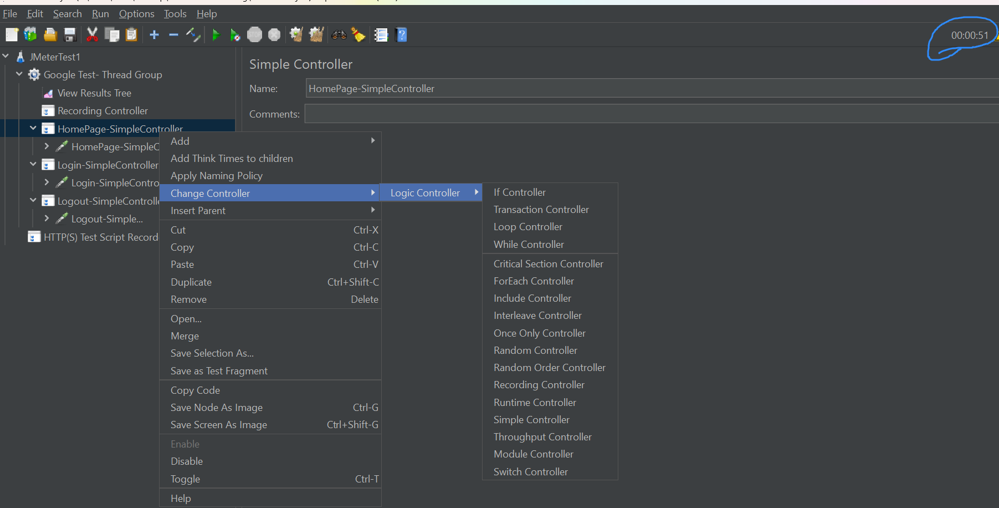 File Edit Search Run Options Tools Help
STOP
00:00:51
JMeterTest1
Google Test- Thread Group
View Results Tree
Recording Controller
HomePage-SimpleController
HomePage-SimpleC
Login-SimpleController
Login-SimpleContro
Logout-SimpleControlle
Logout-Simple...
HTTP(S) Test Script Record
Simple Controller
Name: HomePage-SimpleController
Comments:
Add
Add Think Times to children
Apply Naming Policy
Change Controller
Insert Parent
Cut Ctrl-X
Copy Ctrl-C
Paste Ctrl-V
Duplicate Ctrl+Shift-C
Remove Delete
Open...
Merge
Save Selection As...
Save as Test Fragment
Copy Code
Save Node As Image Ctrl-G
Save Screen As Image Ctrl+Shift-G
Enable
Disable
Toggle Ctrl-T
Help
Logic Controller
If Controller
Transaction Controller
Loop Controller
While Controller
Critical Section Controller
ForEach Controller
Include Controller
Interleave Controller
Once Only Controller
Random Controller
Random Order Controller
Recording Controller
Runtime Controller
Simple Controller
Throughput Controller
Module Controller
Switch Controller